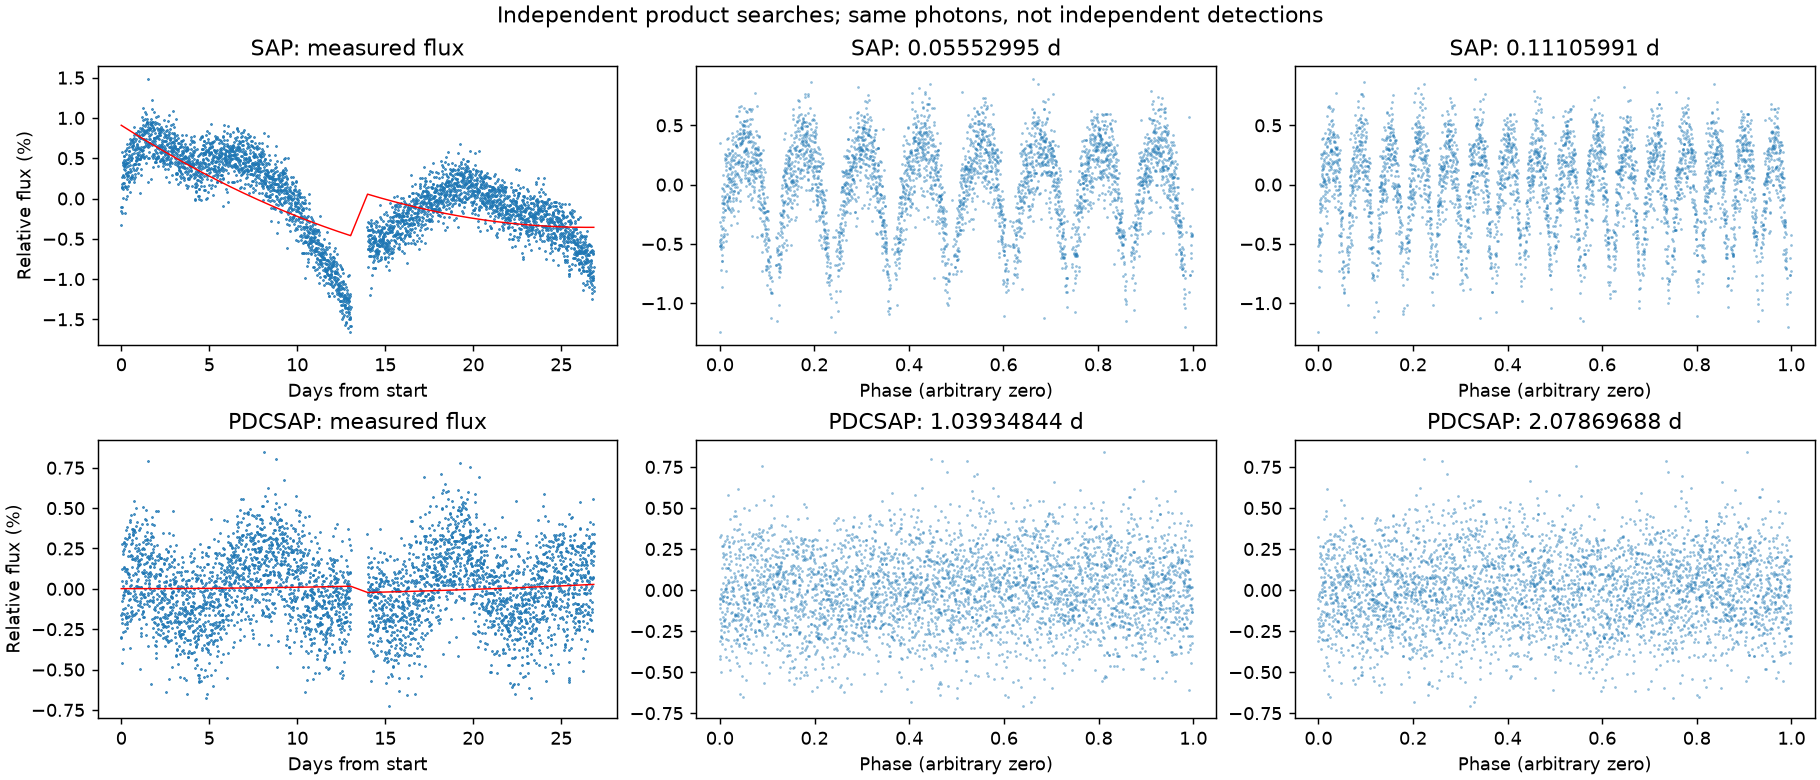 Independent product searches; same photons, not independent detections
SAP: measured flux
SAP: 0.05552995 d
SAP: 0.11105991 d
Relative flux (%)
1.5
1.0
0.5
0.0
−0.5
−1.0
−1.5
0 5 10 15 20 25
Days from start
0.5
0.0
−0.5
−1.0
0.0 0.2 0.4 0.6 0.8 1.0
Phase (arbitrary zero)
0.5
0.0
−0.5
−1.0
0.0 0.2 0.4 0.6 0.8 1.0
Phase (arbitrary zero)
PDCSAP: measured flux
PDCSAP: 1.03934844 d
PDCSAP: 2.07869688 d
Relative flux (%)
0.75
0.50
0.25
0.00
−0.25
−0.50
−0.75
0 5 10 15 20 25
Days from start
0.75
0.50
0.25
0.00
−0.25
−0.50
−0.75
0.0 0.2 0.4 0.6 0.8 1.0
Phase (arbitrary zero)
0.75
0.50
0.25
0.00
−0.25
−0.50
−0.75
0.0 0.2 0.4 0.6 0.8 1.0
Phase (arbitrary zero)